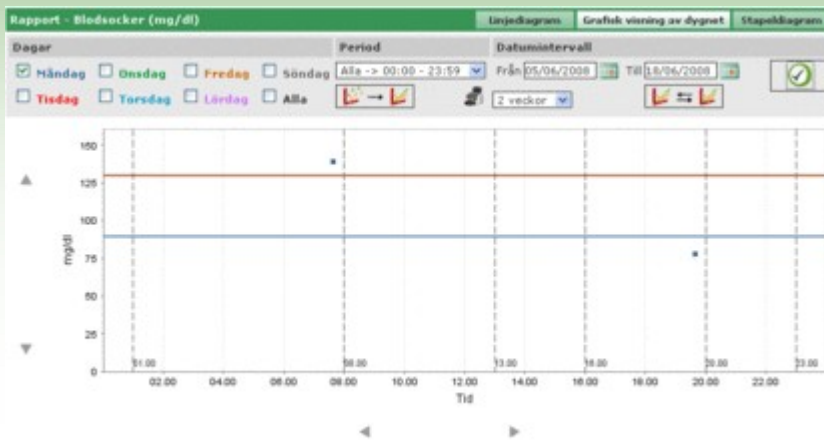 Rapport - Blodsocker (mg/dl) Linjediagram Grafisk visning av dygnet Stapeldiagram
Dagar Period Datumintervall
Måndag Onsdag Fredag Söndag Alla -> 00:00 - 23:59 Från 05/06/2008 Till 18/06/2008
Tisdag Torsdag Lördag Alla 2 veckor
150
125
100
mg/dl
75
50
25
0
01.00 08.00 13.00 16.00 20.00 23.00
02.00 04.00 06.00 08.00 10.00 12.00 14.00 16.00 18.00 20.00 22.00
Tid